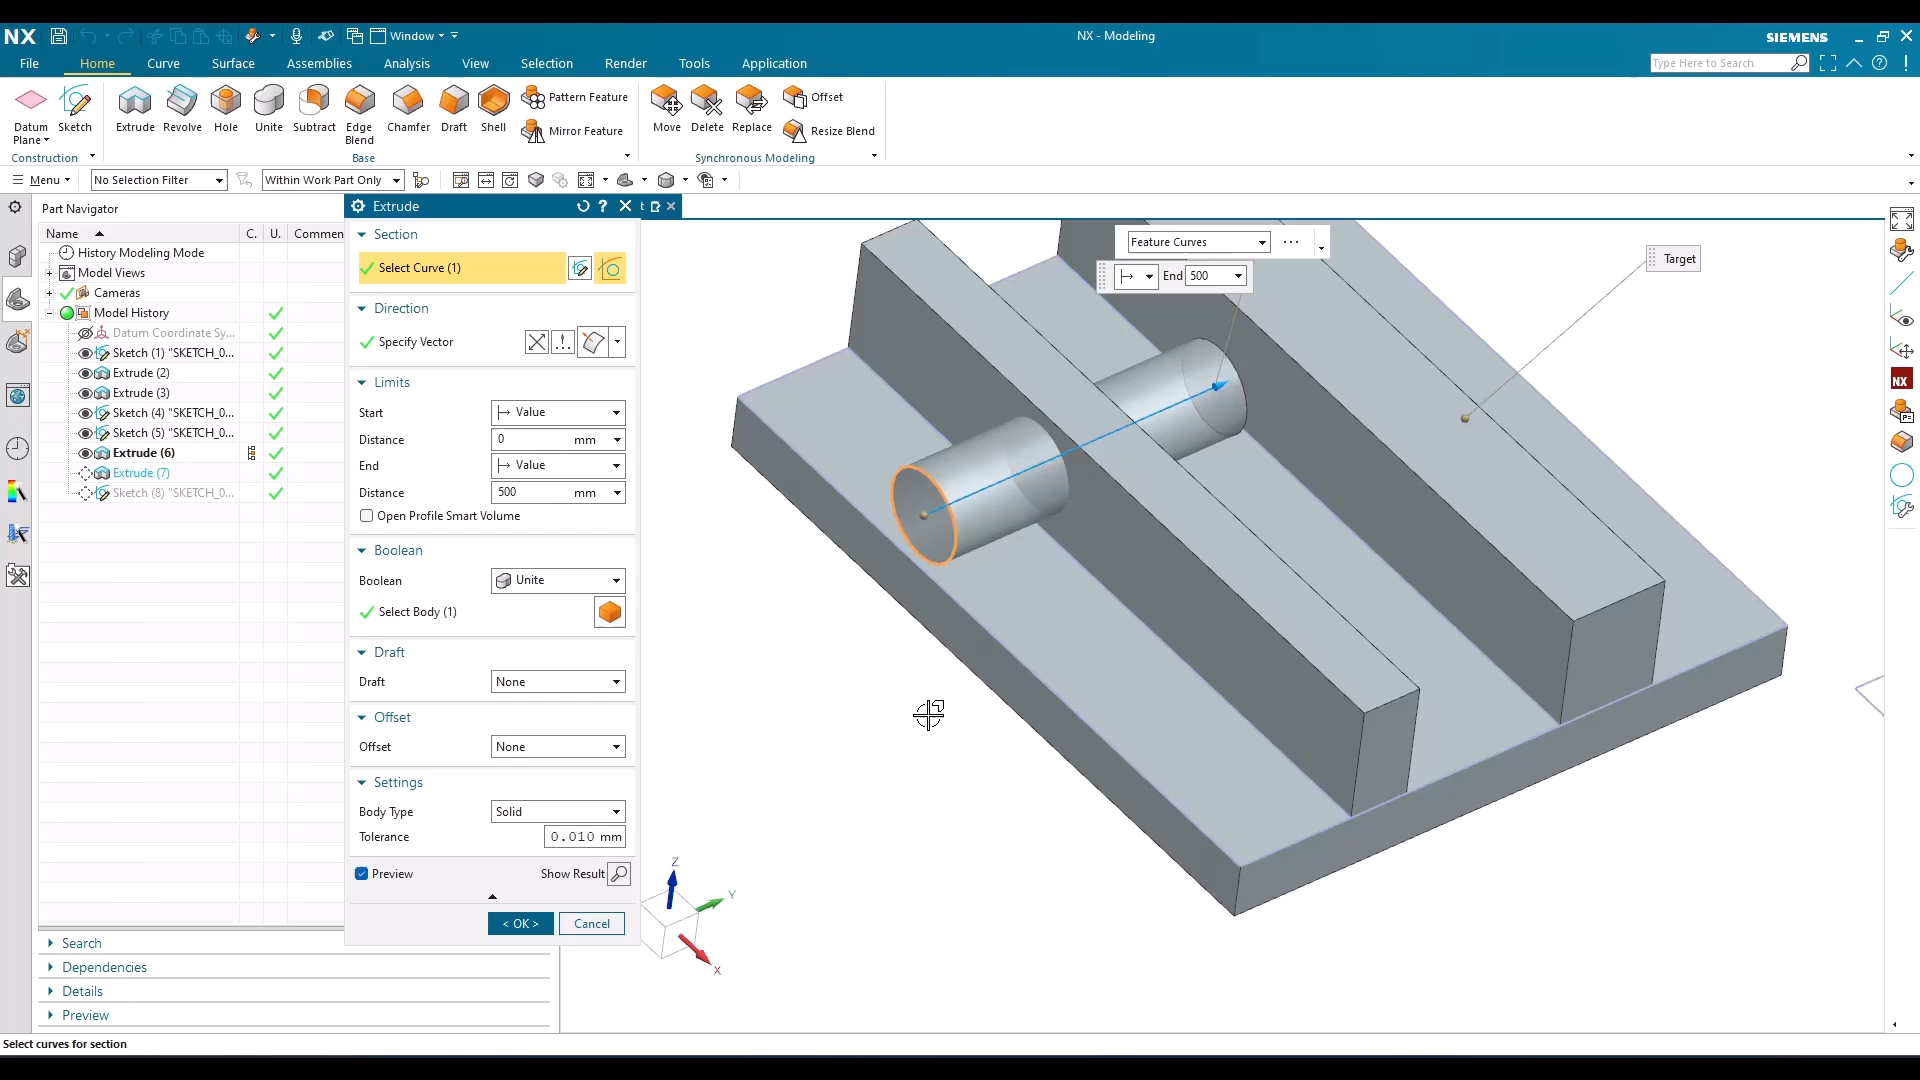 NX
Window
NX - Modeling
SIEMENS
File
Home
Curve
Surface
Assemblies
Analysis
View
Selection
Render
Tools
Application
Type Here to Search
Datum
Plane
Sketch
Extrude
Revolve
Hole
Unite
Subtract
Edge
Blend
Chamfer
Draft
Shell
Pattern Feature
Mirror Feature
Move
Delete
Replace
Offset
Resize Blend
Construction
Base
Synchronous Modeling
Menu
No Selection Filter
Within Work Part Only
Part Navigator
Name
C.
U.
Commen
History Modeling Mode
Model Views
Cameras
Model History
Datum Coordinate Sy...
Sketch (1) "SKETCH_0...
Extrude (2)
Extrude (3)
Sketch (4) "SKETCH_0...
Sketch (5) "SKETCH_0...
Extrude (6)
Extrude (7)
Sketch (8) "SKETCH_0...
Search
Dependencies
Details
Preview
Extrude
t
Section
Select Curve (1)
Direction
Specify Vector
Limits
Start
Value
Distance
0 mm
End
Value
Distance
500 mm
Open Profile Smart Volume
Boolean
Boolean
Unite
Select Body (1)
Draft
Draft
None
Offset
Offset
None
Settings
Body Type
Solid
Tolerance
0.010 mm
Preview
Show Result
< OK >
Cancel
Feature Curves
End 500
Target
NX
Z
Y
X
Select curves for section